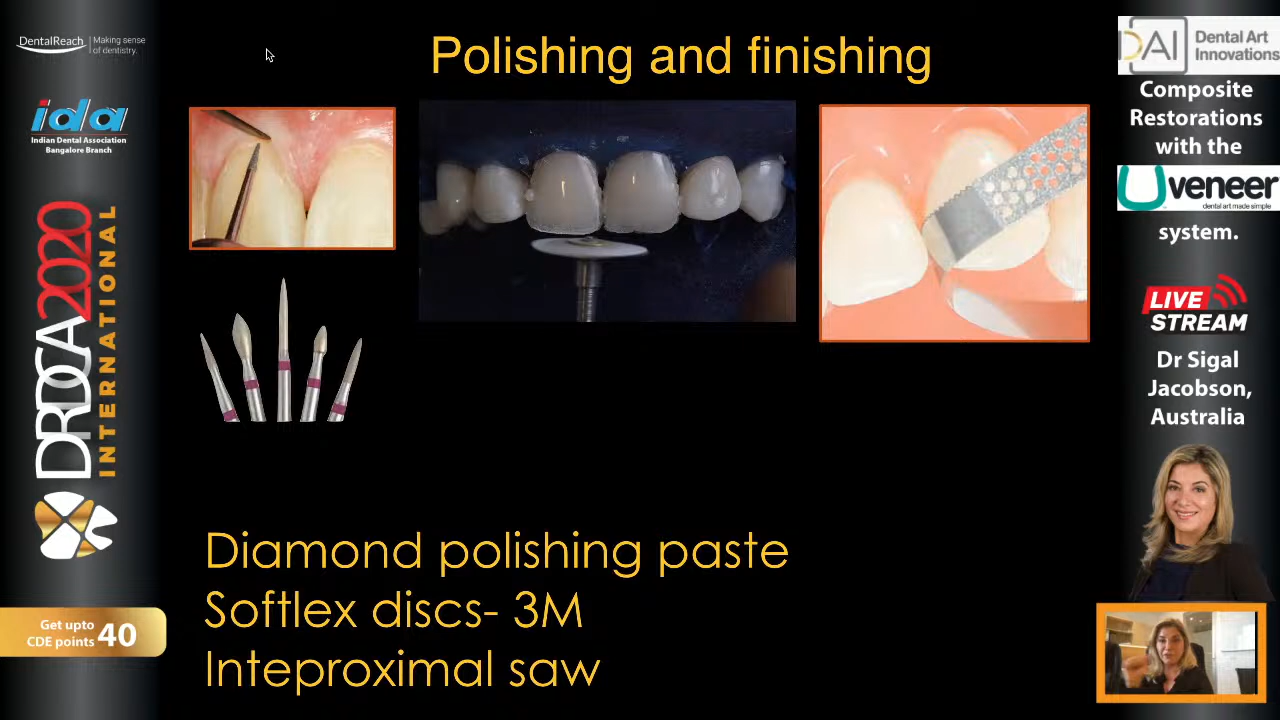 DentalReach
Making sense
of dentistry.
ida
Indian Dental Association
Bangalore Branch
DRDCA2020
INTERNATIONAL
Get upto
CDE points 40
Polishing and finishing
Diamond polishing paste
Softlex discs- 3M
Inteproximal saw
DAI Dental Art
Innovations
Composite
Restorations
with the
Uveneer
dental art made simple
system.
LIVE
STREAM
Dr Sigal
Jacobson,
Australia